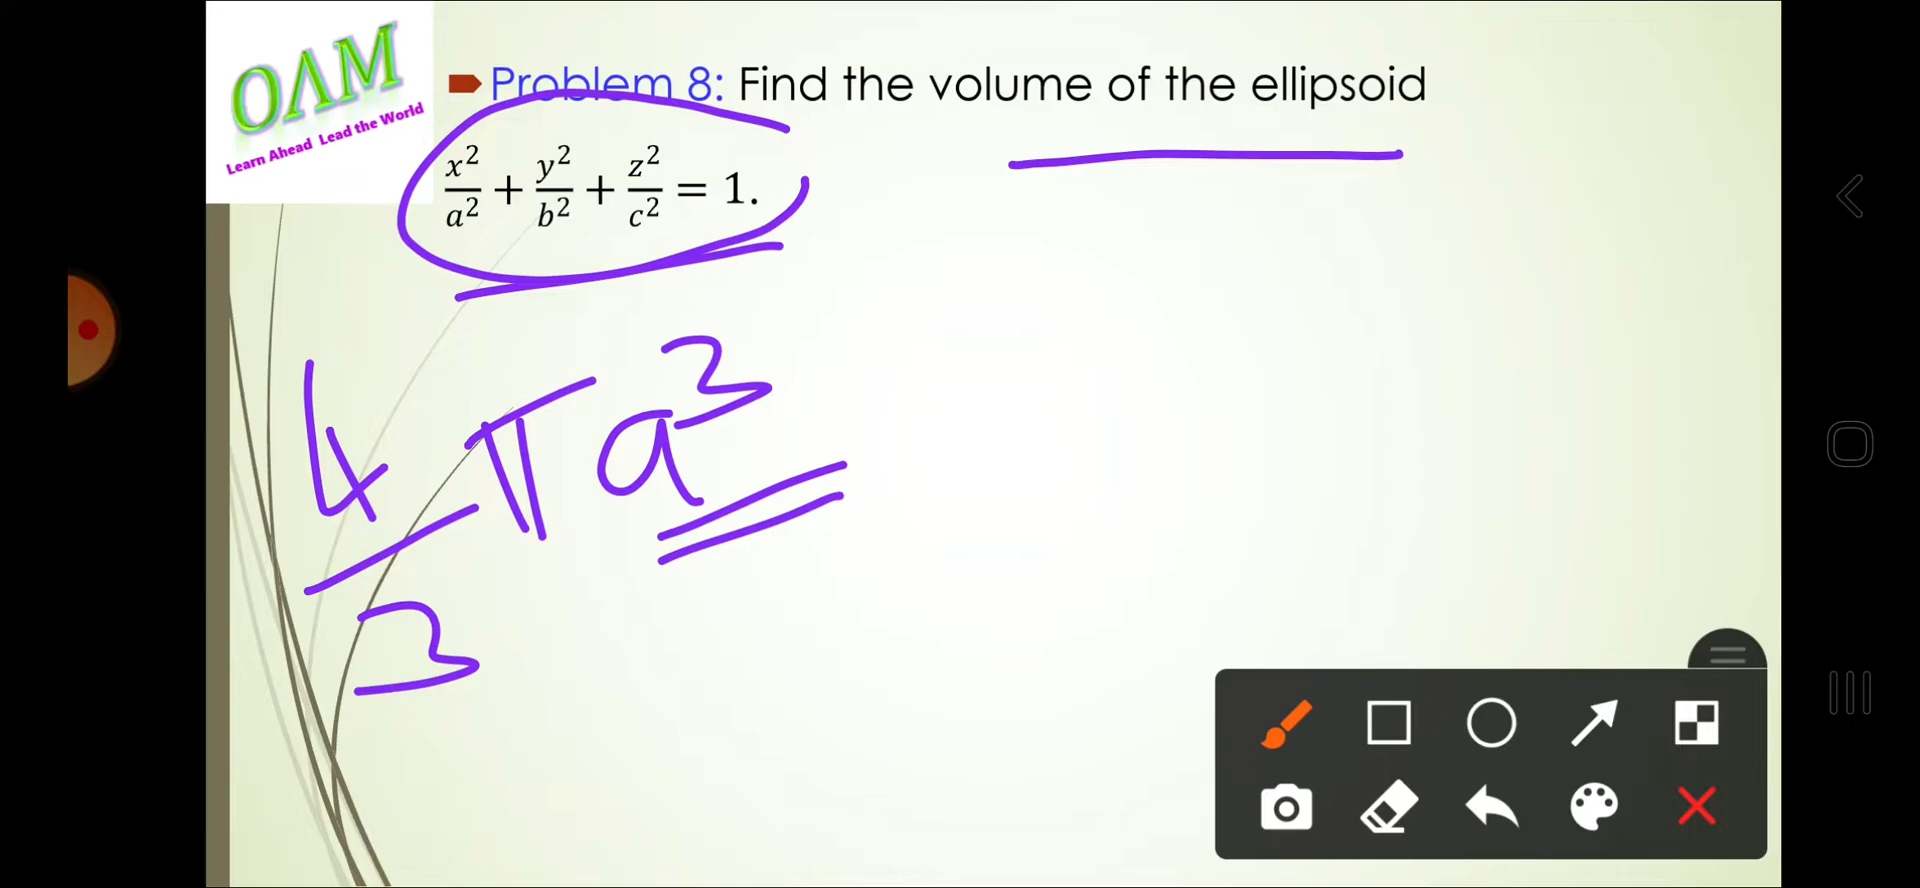 OΛM
Learn Ahead Lead the World
Problem 8: Find the volume of the ellipsoid
x²/a² + y²/b² + z²/c² = 1.
4/3 πa³